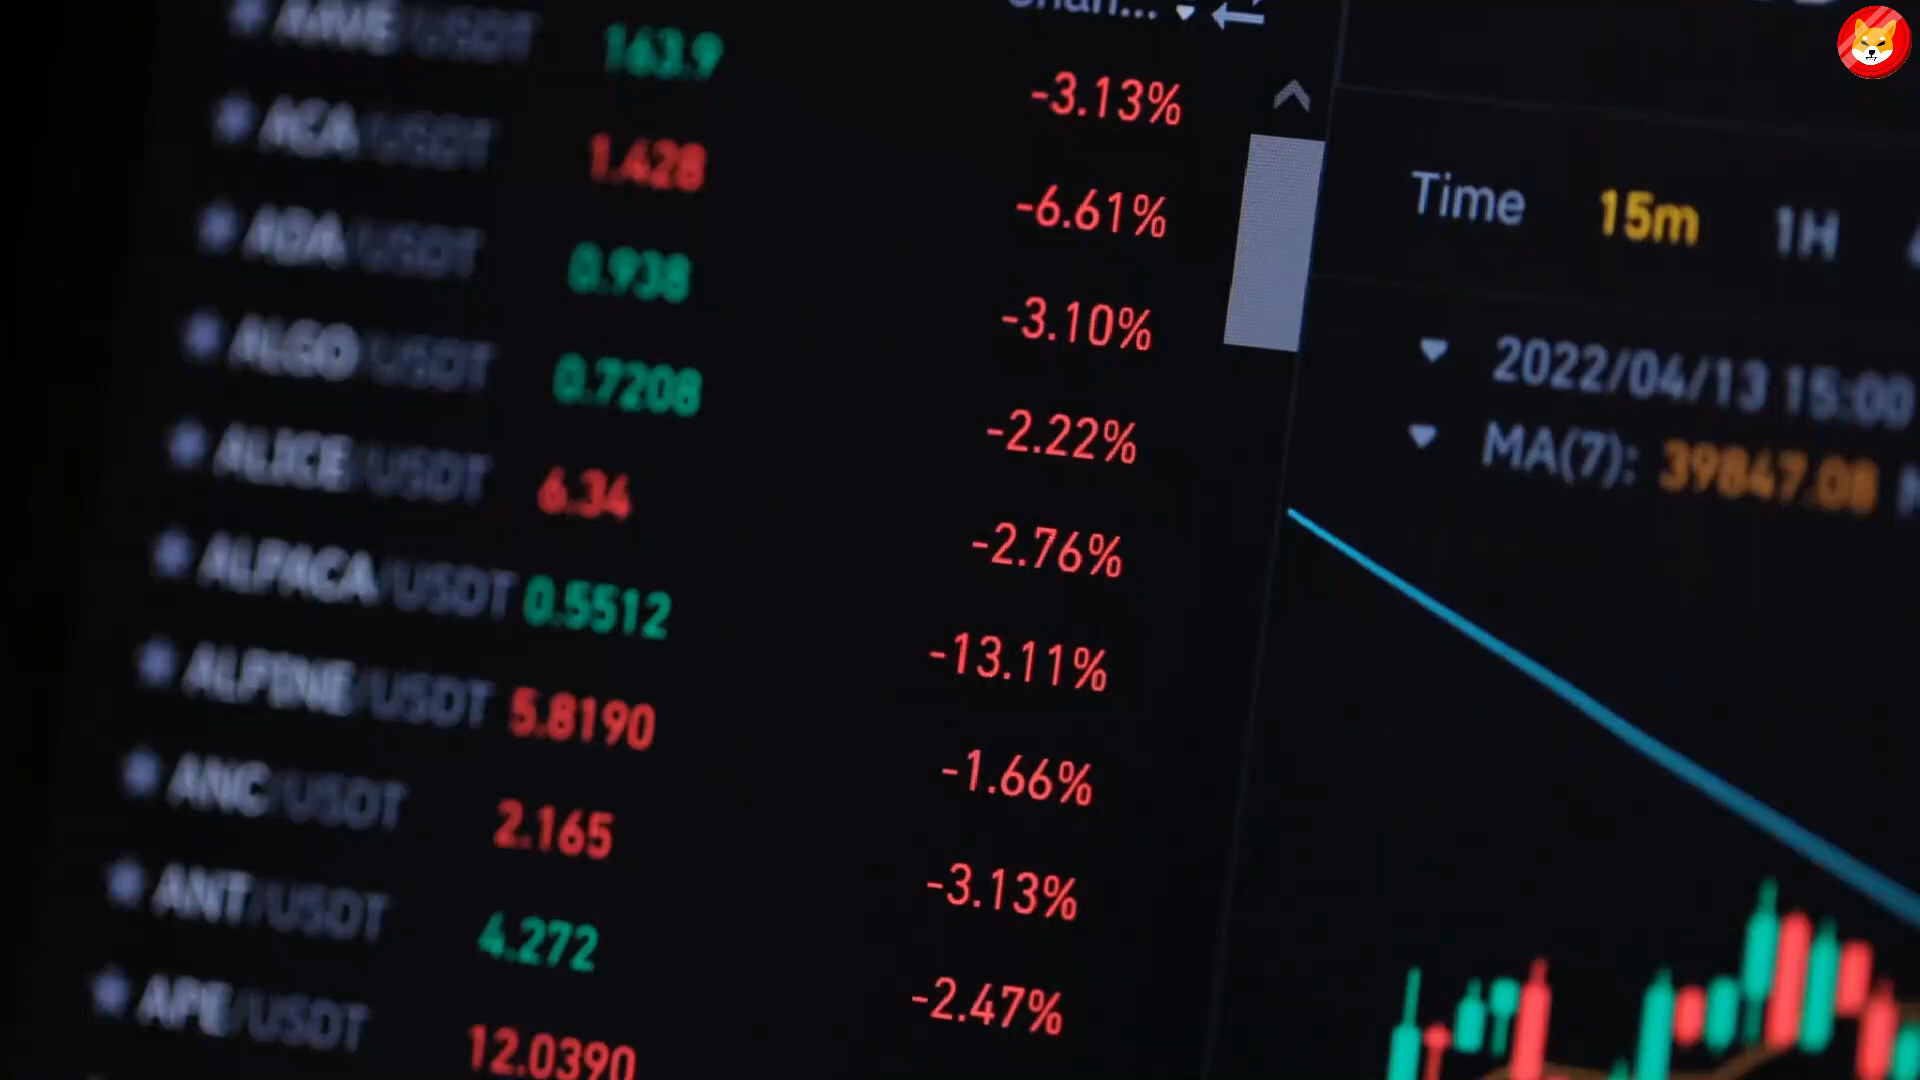 AAVE/USDT 163.9 -3.13%
ACA/USDT 1.428 -6.61%
ADA/USDT 0.938 -3.10%
ALGO/USDT 0.7208 -2.22%
ALICE/USDT 6.34 -2.76%
ALPACA/USDT 0.5512 -13.11%
ALPINE/USDT 5.8190 -1.66%
ANC/USDT 2.165 -3.13%
ANT/USDT 4.272 -2.47%
APE/USDT 12.0390
Time 15m 1H
2022/04/13 15:00
MA(7): 39847.08